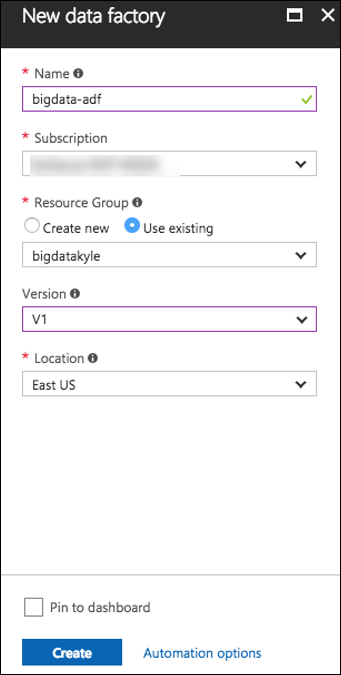 New data factory
* Name
bigdata-adf
* Subscription
* Resource Group
Create new Use existing
bigdatakyle
Version
V1
* Location
East US
Pin to dashboard
Create Automation options